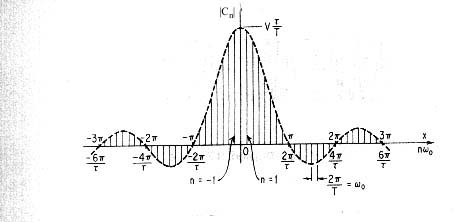 |Cₙ|
V τ/T
-3π -2π -π π 2π 3π x
-6π/τ -4π/τ -2π/τ 0 2π/τ 4π/τ 6π/τ nω₀
n = -1 n = 1 2π/T = ω₀